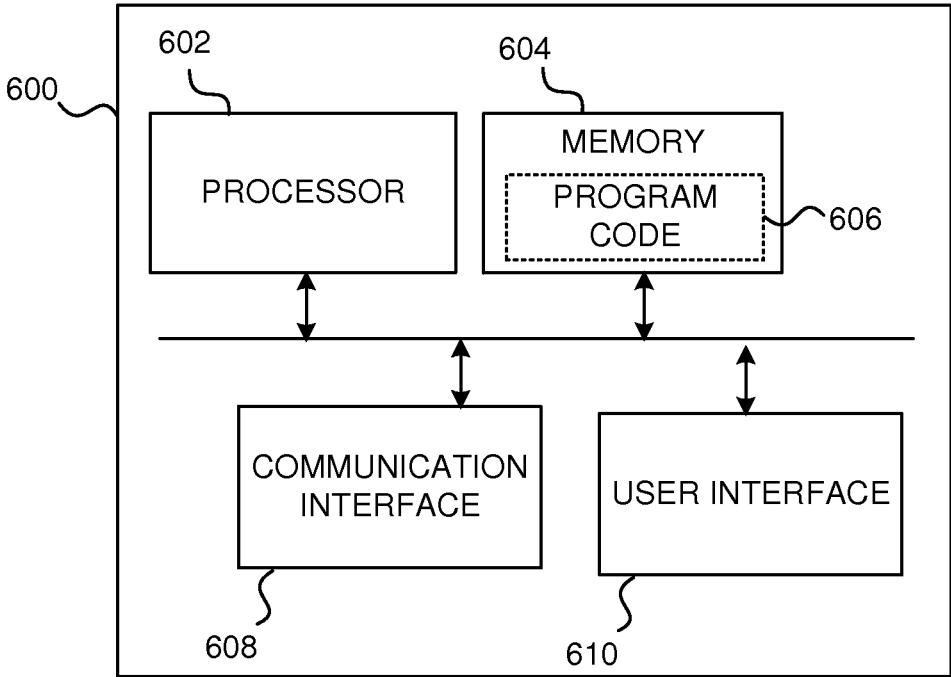 602
604
600
PROCESSOR
MEMORY
PROGRAM
CODE
606
COMMUNICATION
INTERFACE
USER INTERFACE
608
610